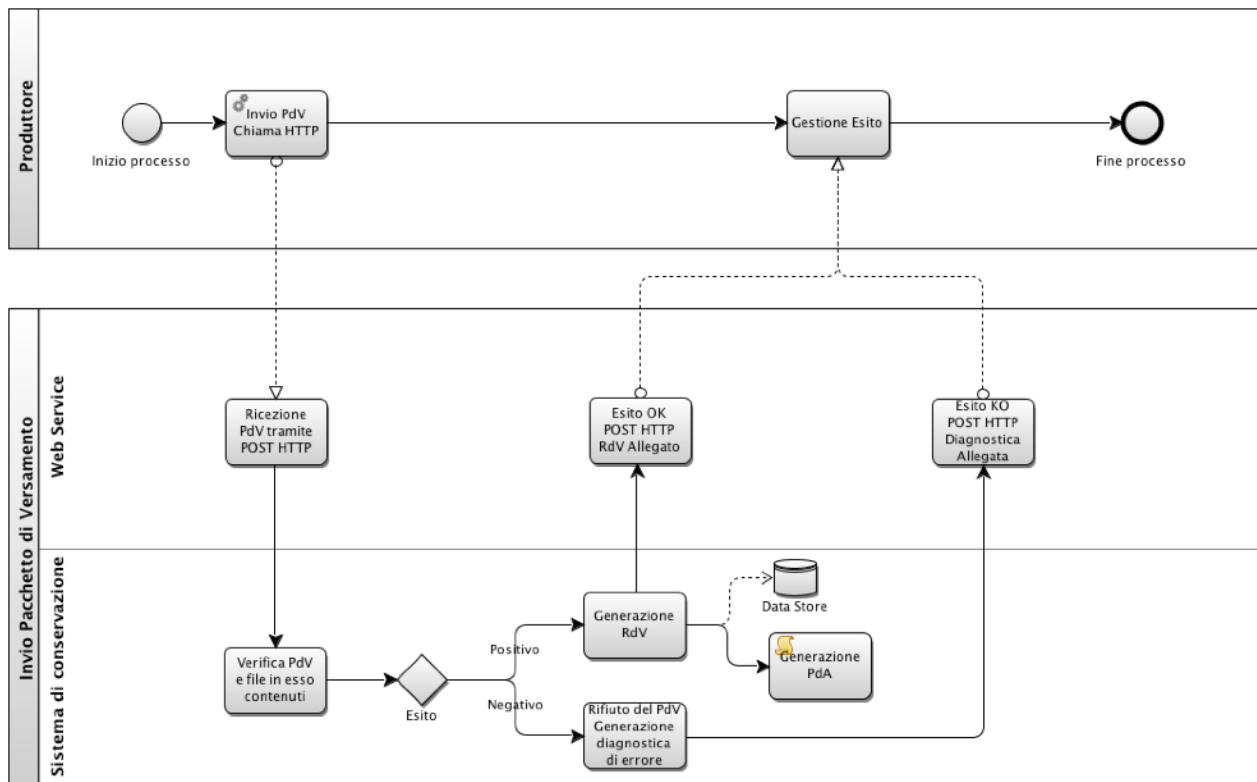 Produttore
Inizio processo
Invio PdV
Chiama HTTP
Gestione Esito
Fine processo
Invio Pacchetto di Versamento
Web Service
Ricezione
PdV tramite
POST HTTP
Esito OK
POST HTTP
RdV Allegato
Esito KO
POST HTTP
Diagnostica
Allegata
Sistema di conservazione
Verifica PdV
e file in esso
contenuti
Esito
Positivo
Negativo
Generazione
RdV
Data Store
Generazione
PdA
Rifiuto del PdV
Generazione
diagnostica
di errore